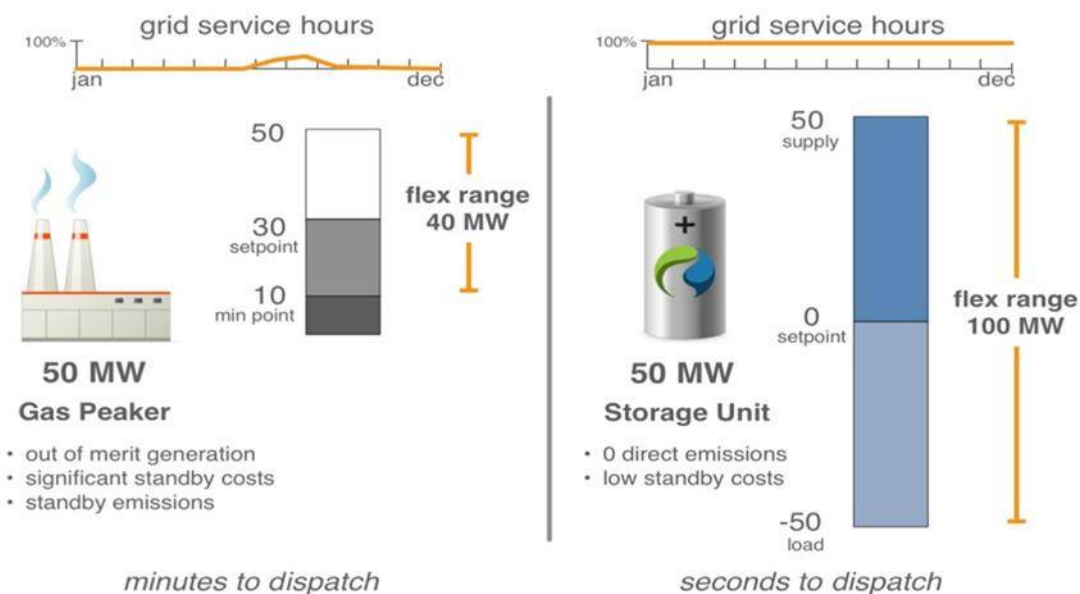 grid service hours
100%
jan
dec
50
30
setpoint
10
min point
flex range
40 MW
50 MW
Gas Peaker
• out of merit generation
• significant standby costs
• standby emissions
minutes to dispatch
grid service hours
100%
jan
dec
50
supply
0
setpoint
-50
load
+
flex range
100 MW
50 MW
Storage Unit
• 0 direct emissions
• low standby costs
seconds to dispatch